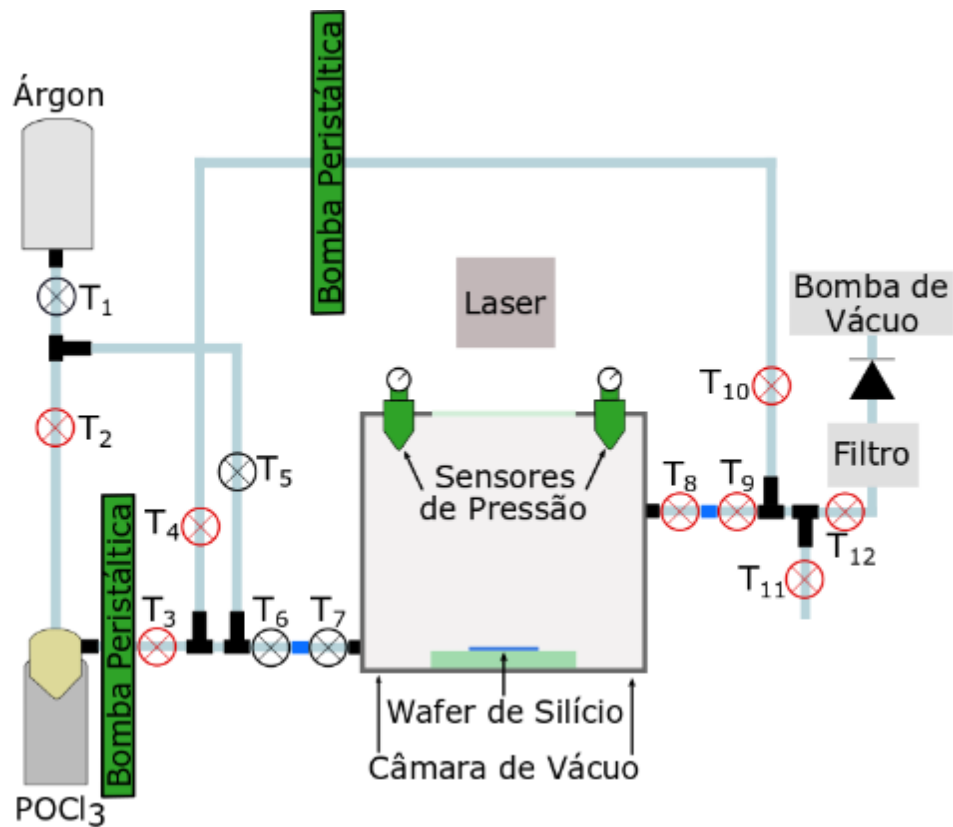 Árgon
T1
T2
Bomba Peristáltica
Laser
Bomba de
Vácuo
T10
Filtro
T5
Sensores
de Pressão
T8
T9
T4
T12
T11
Bomba Peristáltica
T3
T6
T7
Wafer de Silício
Câmara de Vácuo
POCl3